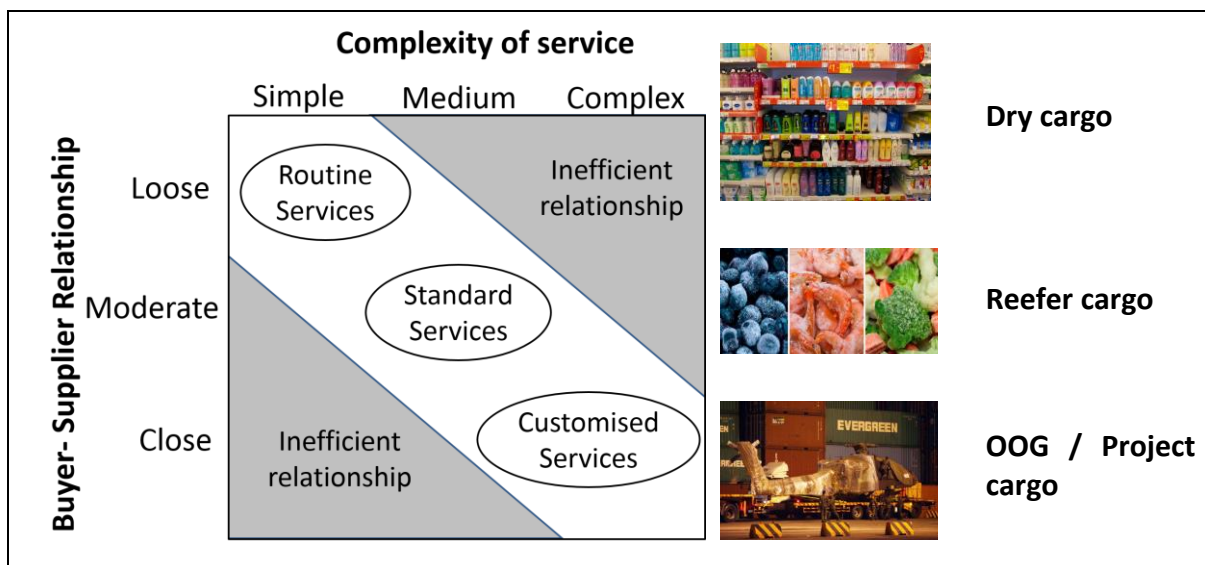 Complexity of service
Simple
Medium
Complex
Buyer- Supplier Relationship
Loose
Moderate
Close
Routine
Services
Inefficient
relationship
Standard
Services
Customised
Services
Inefficient
relationship
Dry cargo
Reefer cargo
EVERGREEN
OOG / Project
cargo